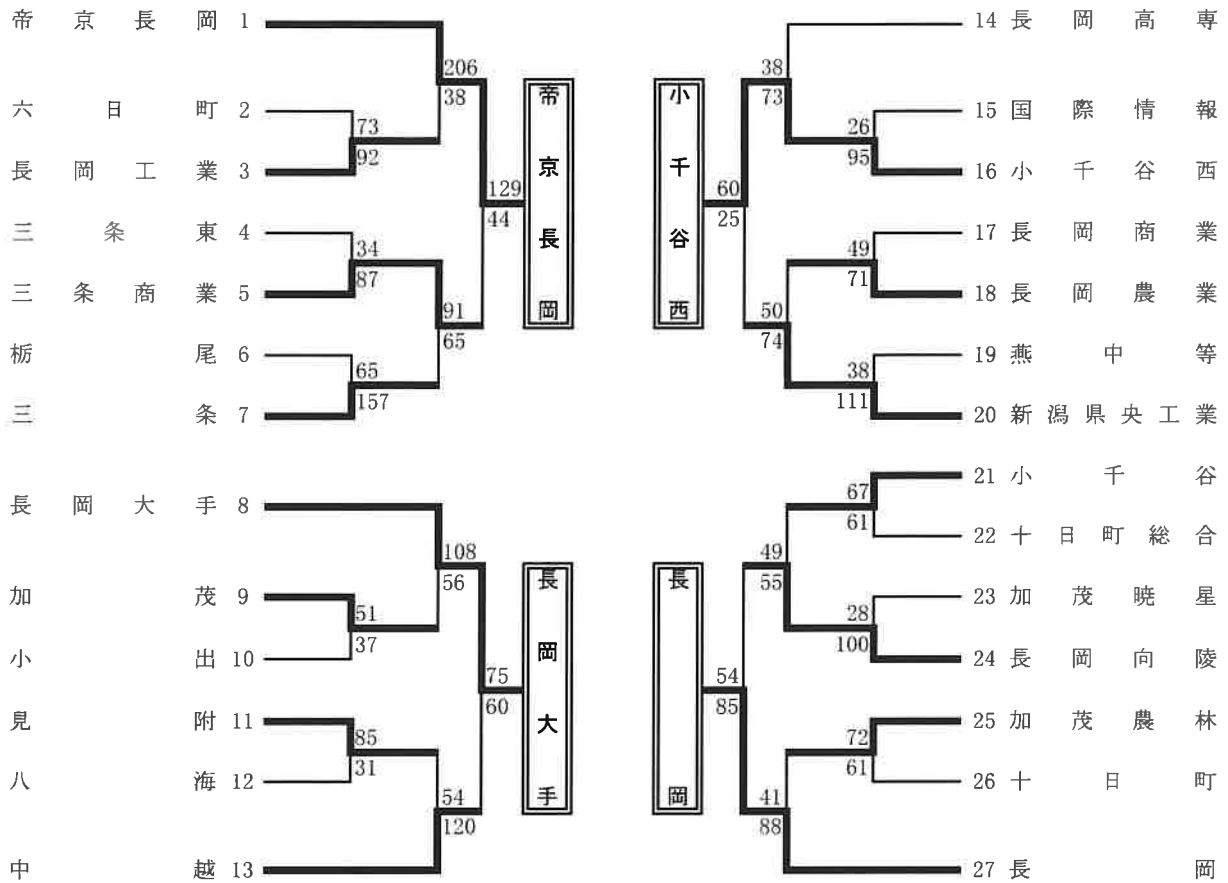 帝京長岡 1
206
38
六日町 2
73
92
長岡工業 3
129
44
三条東 4
34
87
三条商業 5
91
65
栃尾 6
65
157
三条 7
帝京長岡
長岡大手 8
108
56
加茂 9
51
37
小出 10
75
60
見附 11
85
31
八海 12
54
120
中越 13
長岡大手
14 長岡高専
38
73
15 国際情報
26
95
16 小千谷西
60
25
17 長岡商業
49
71
18 長岡農業
50
74
19 燕中等
38
111
20 新潟県央工業
小千谷西
21 小千谷
67
61
22 十日町総合
49
55
23 加茂暁星
28
100
24 長岡向陵
54
85
25 加茂農林
72
61
26 十日町
41
88
27 長岡
長岡